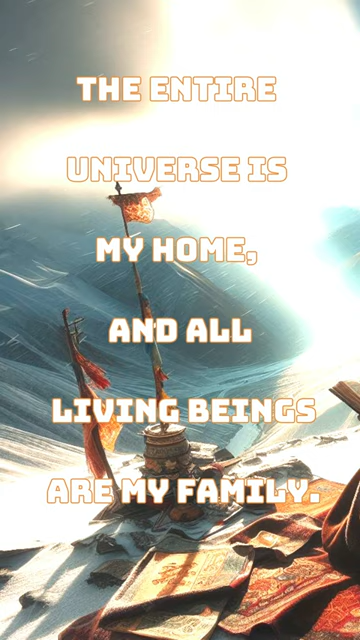 THE ENTIRE
UNIVERSE IS
MY HOME,
AND ALL
LIVING BEINGS
ARE MY FAMILY.